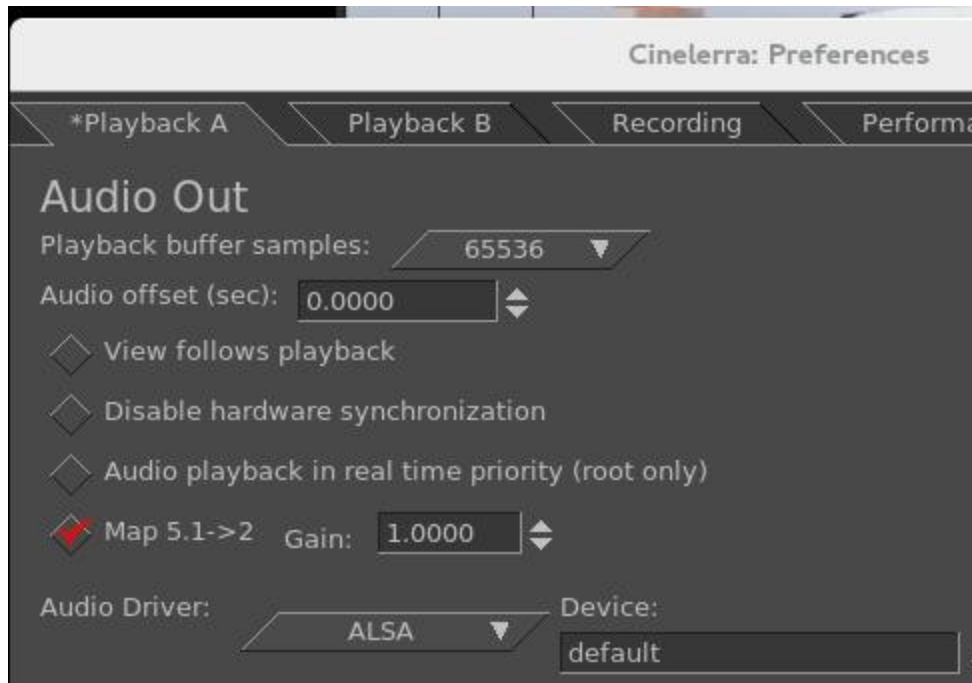 Cinelerra: Preferences
*Playback A Playback B Recording
Audio Out
Playback buffer samples: 65536
Audio offset (sec): 0.0000
View follows playback
Disable hardware synchronization
Audio playback in real time priority (root only)
Map 5.1->2 Gain: 1.0000
Audio Driver: ALSA Device:
default